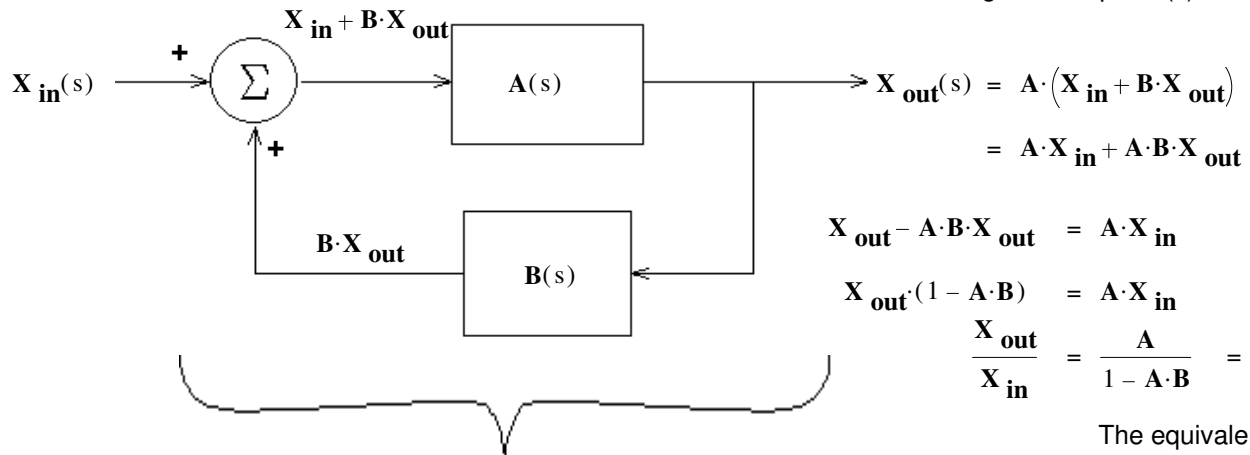 X in + B·X out
+
X in(s)
Σ
A(s)
X out(s) = A·(X in + B·X out)
= A·X in + A·B·X out
+
B·X out
B(s)
X out – A·B·X out = A·X in
X out·(1 – A·B) = A·X in
X out / X in = A / 1 – A·B =
The equivale